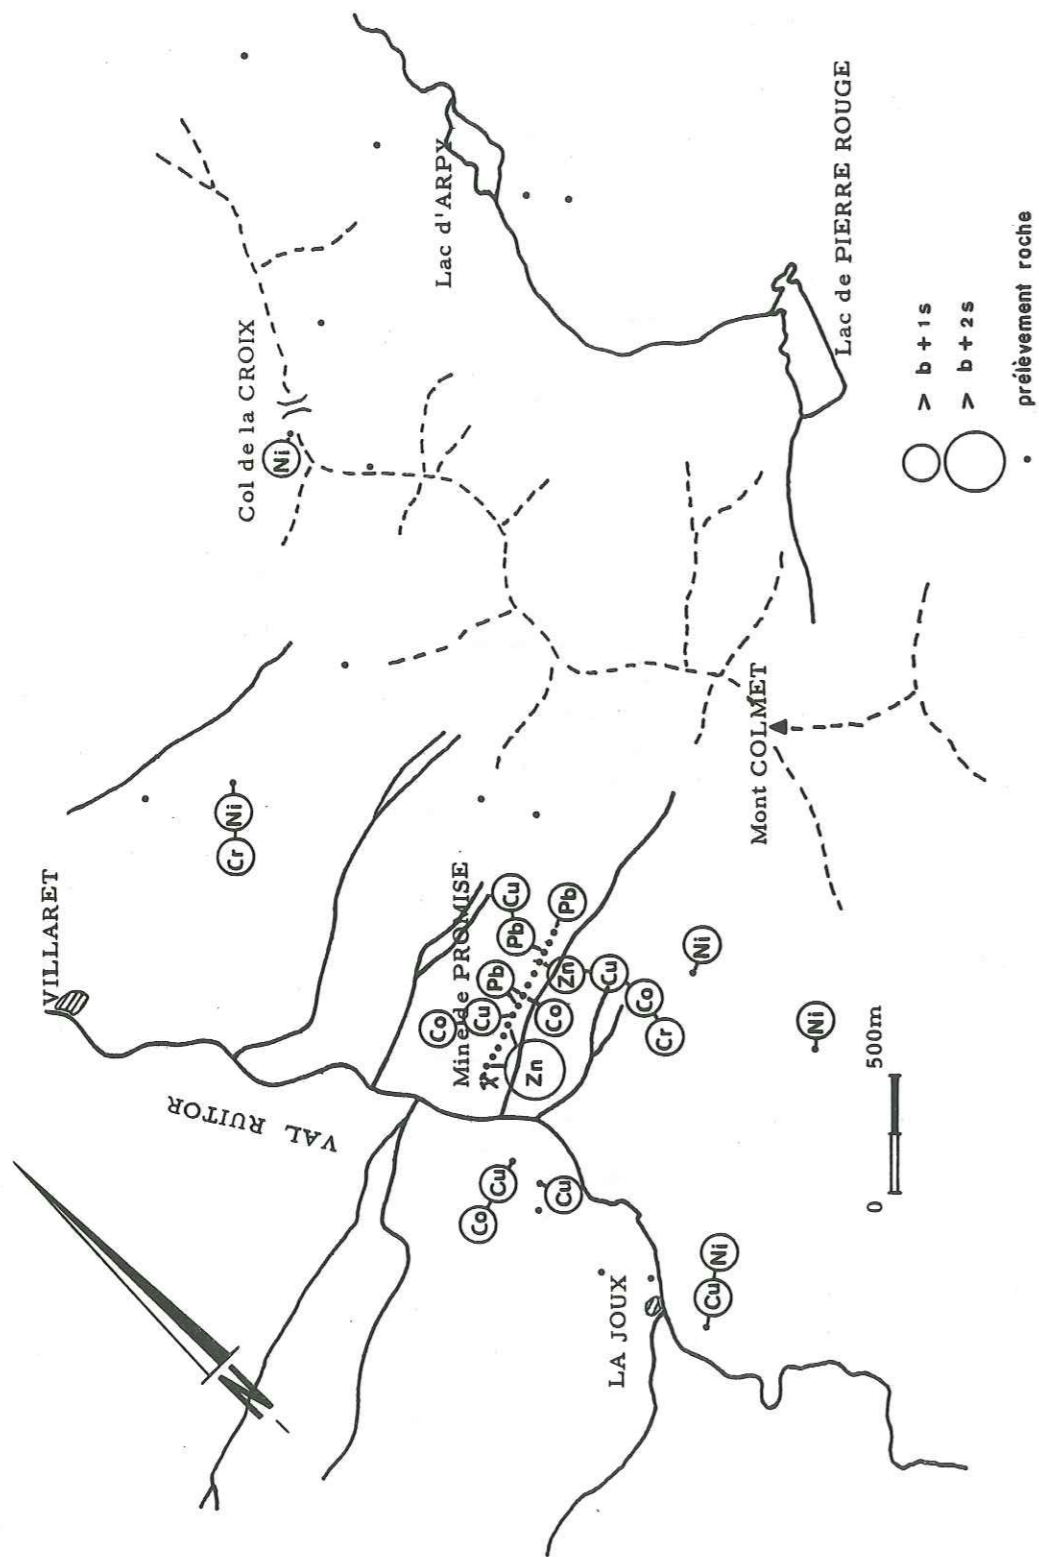 VILLARET
VAL RUITOR
Col de la CROIX
Ni
Lac d'ARPY
Lac de PIERRE ROUGE
Cr Ni
Mine de PROMISE
X
Co
Cu
Pb
Pb Cu
Pb
Zn
Co
Zn
Cu
Co
Cr
Ni
Ni
Mont COLMET
Co Cu
Cu
LA JOUX
Cu Ni
N
0 500m
> b + 1s
> b + 2s
prélèvement roche